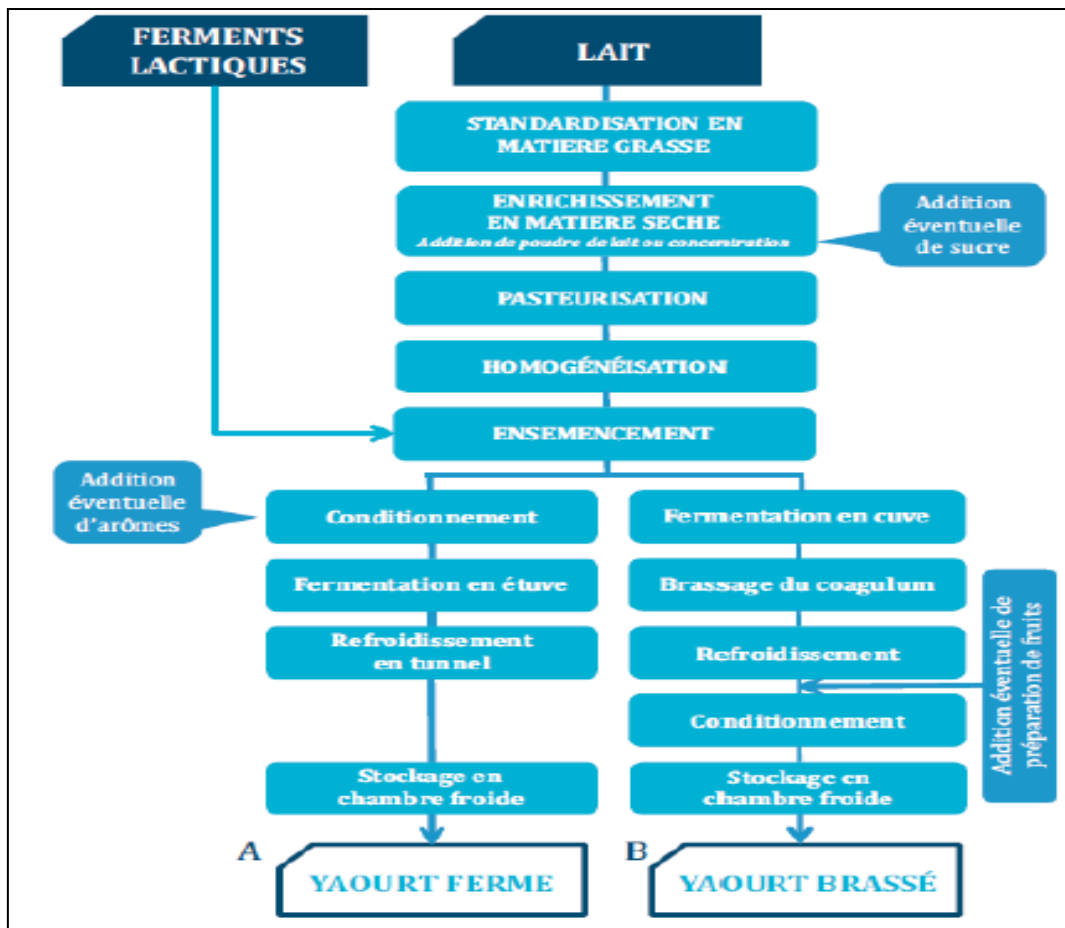 FERMENTS
LACTIQUES
LAIT
STANDARDISATION EN
MATIERE GRASSE
ENRICHISSEMENT
EN MATIERE SECHE
Addition de poudre de lait ou concentration
Addition
éventuelle
de sucre
PASTEURISATION
HOMOGÉNÉISATION
ENSEMENCEMENT
Addition
éventuelle
d'arômes
Conditionnement
Fermentation en étuve
Refroidissement
en tunnel
Stockage en
chambre froide
A
YAOURT FERME
Fermentation en cuve
Brassage du coagulum
Refroidissement
Addition éventuelle de
préparation de fruits
Conditionnement
Stockage en
chambre froide
B
YAOURT BRASSÉ